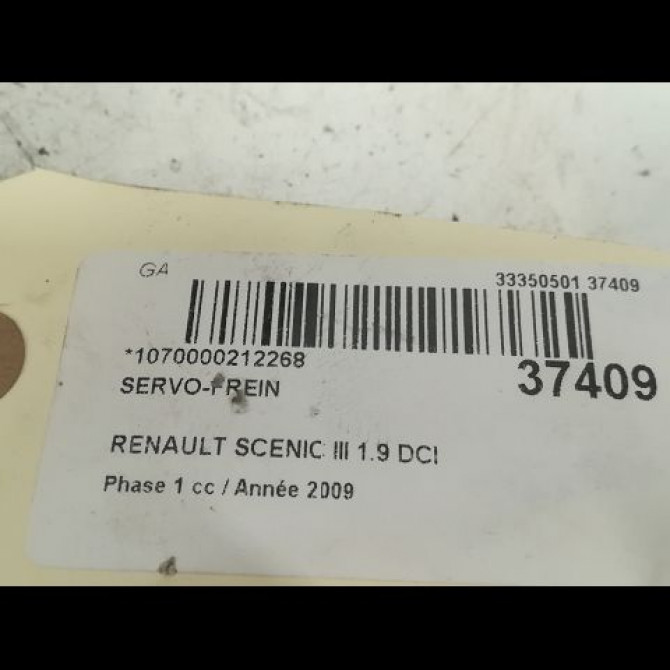 GA
33350501 37409
*1070000212268
37409
SERVO-FREIN
RENAULT SCENIC III 1.9 DCI
Phase 1 cc / Année 2009